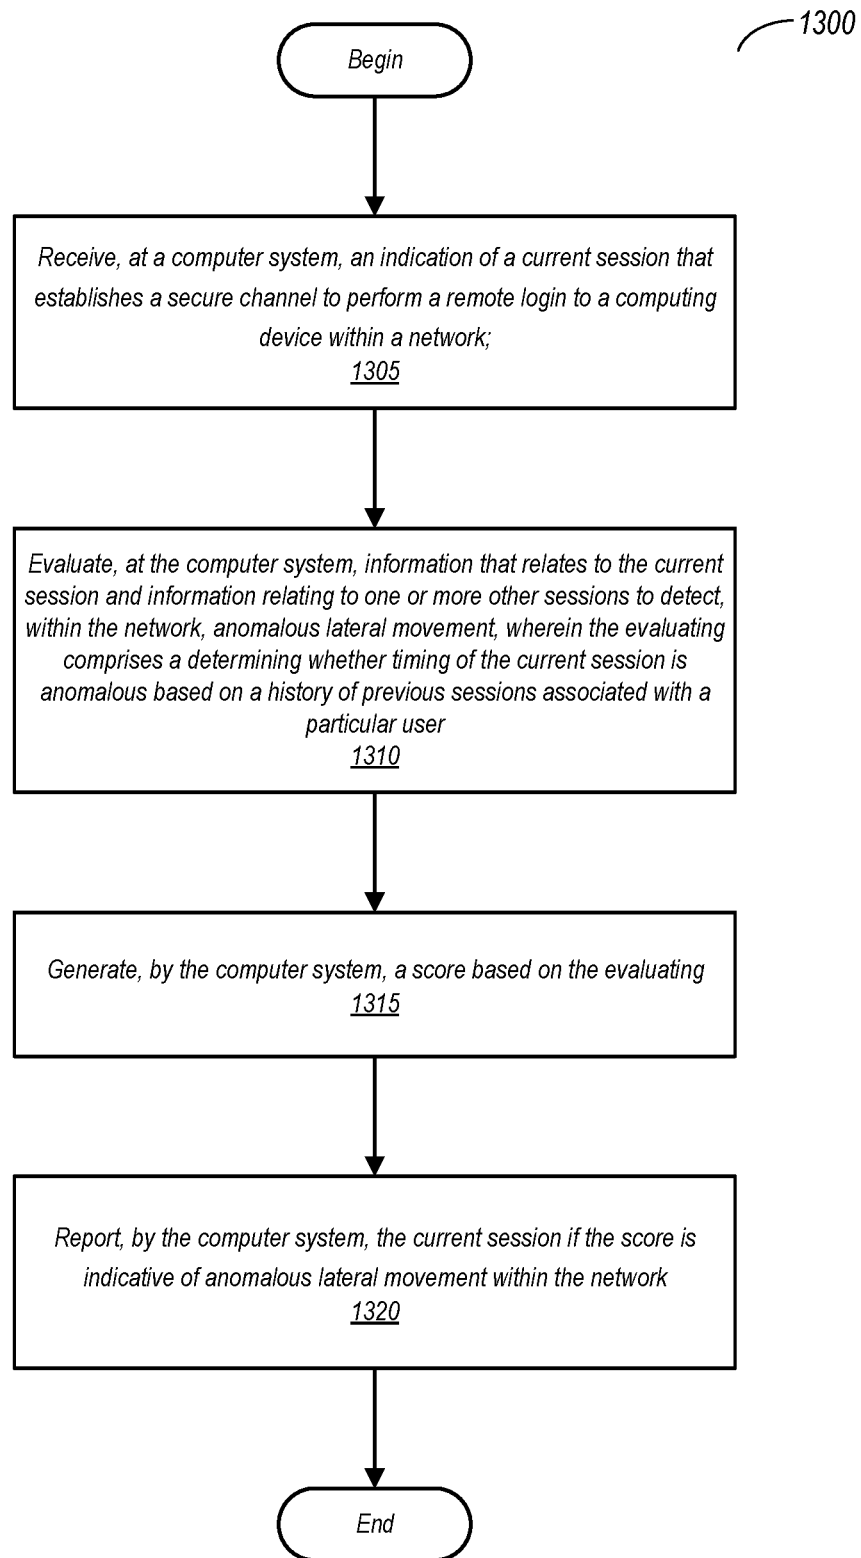 1300
Begin
Receive, at a computer system, an indication of a current session that
establishes a secure channel to perform a remote login to a computing
device within a network;
1305
Evaluate, at the computer system, information that relates to the current
session and information relating to one or more other sessions to detect,
within the network, anomalous lateral movement, wherein the evaluating
comprises a determining whether timing of the current session is
anomalous based on a history of previous sessions associated with a
particular user
1310
Generate, by the computer system, a score based on the evaluating
1315
Report, by the computer system, the current session if the score is
indicative of anomalous lateral movement within the network
1320
End